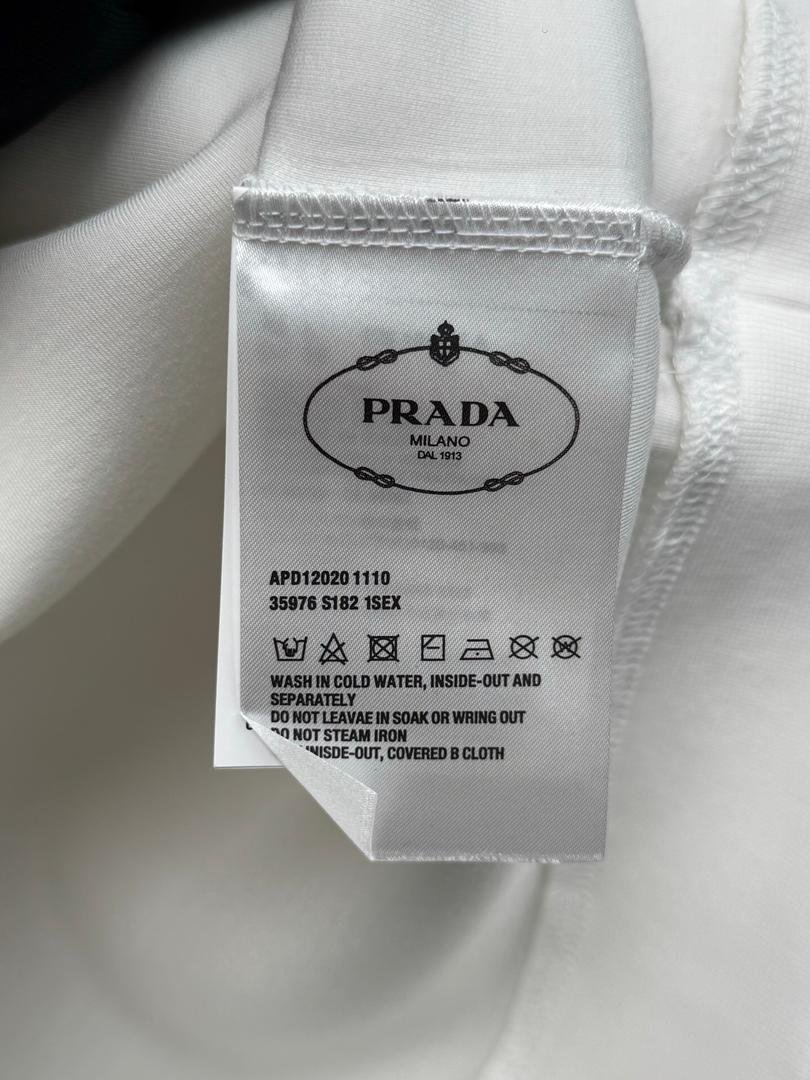 PRADA
MILANO
DAL 1913
APD12020 1110
35976 S182 1SEX
WASH IN COLD WATER, INSIDE-OUT AND
SEPARATELY
DO NOT LEAVAE IN SOAK OR WRING OUT
DO NOT STEAM IRON
INISDE-OUT, COVERED B CLOTH